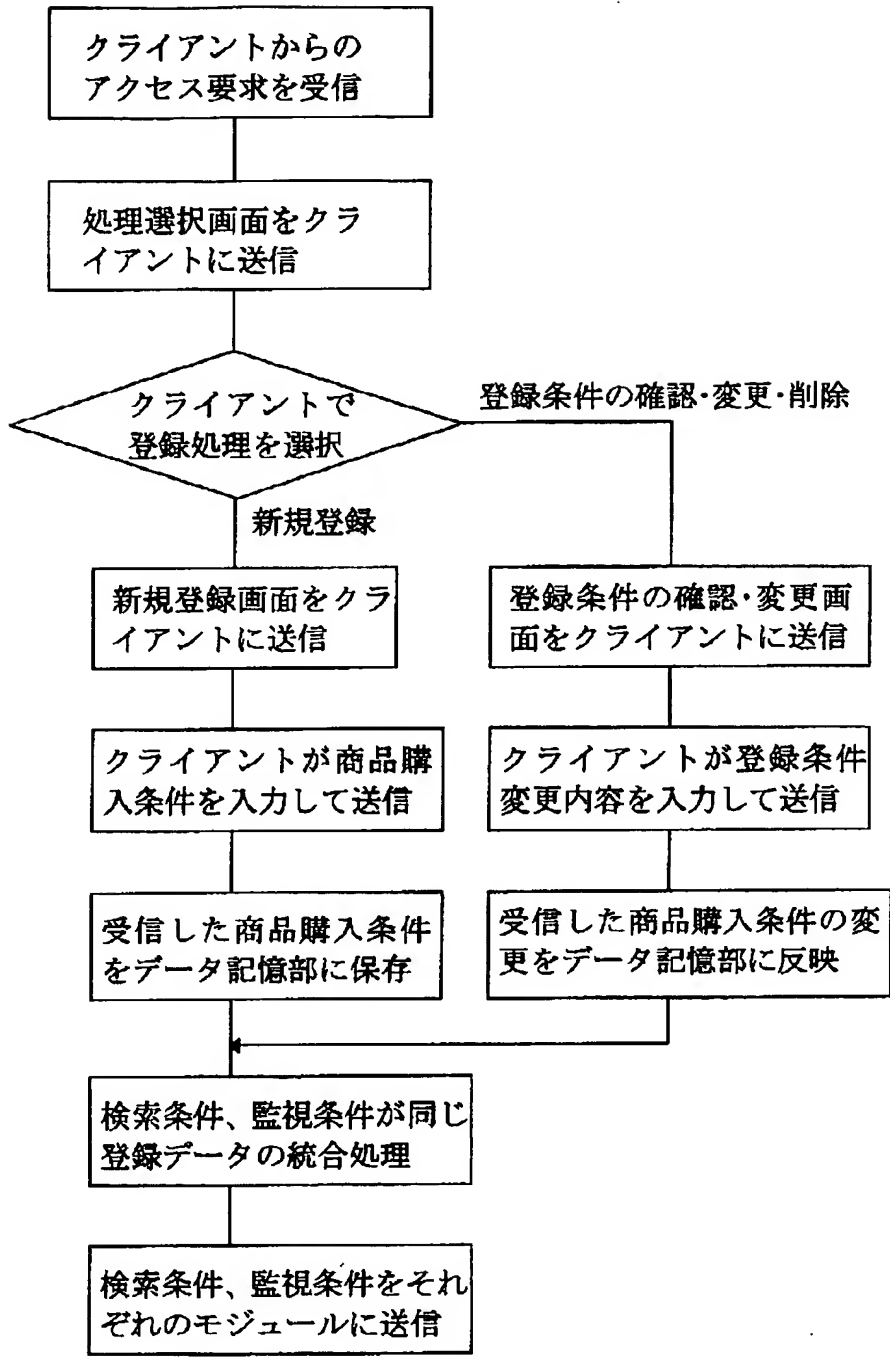 クライアントからの
アクセス要求を受信
処理選択画面をクラ
イアントに送信
クライアントで
登録処理を選択
登録条件の確認・変更・削除
新規登録
新規登録画面をクラ
イアントに送信
登録条件の確認・変更画
面をクライアントに送信
クライアントが商品購
入条件を入力して送信
クライアントが登録条件
変更内容を入力して送信
受信した商品購入条件
をデータ記憶部に保存
受信した商品購入条件の変
更をデータ記憶部に反映
検索条件、監視条件が同じ
登録データの統合処理
検索条件、監視条件をそれ
ぞれのモジュールに送信